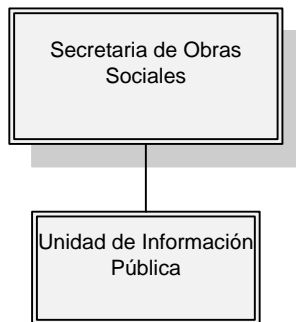 Secretaria de Obras
Sociales
Unidad de Información
Pública